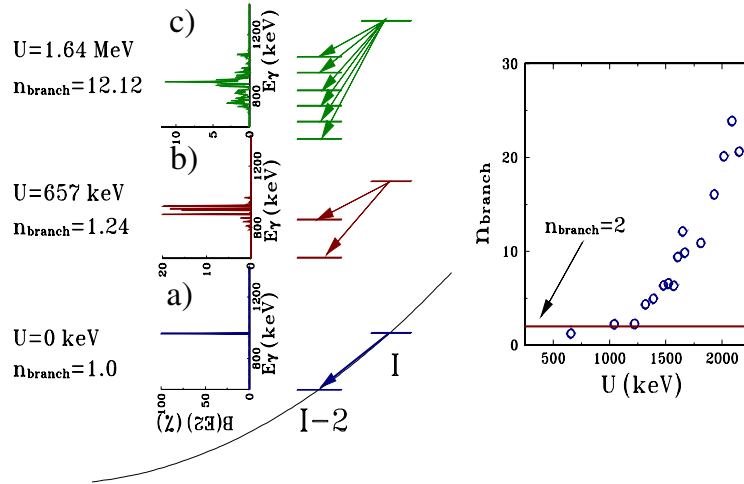 c)
U=1.64 MeV
n_branch=12.12
1200
800
Eγ (keV)
10
5
0
b)
U=657 keV
n_branch=1.24
1200
800
Eγ (keV)
20
10
0
a)
U=0 keV
n_branch=1.0
1200
800
Eγ (keV)
100
50
0
B(E2) (%)
I
I−2
30
20
10
0
n_branch
n_branch=2
500
1000
1500
2000
U (keV)